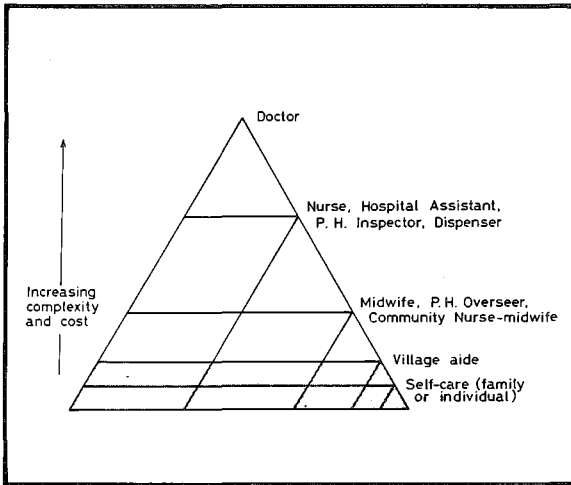 Doctor
Nurse, Hospital Assistant,
P. H. Inspector, Dispenser
Increasing
complexity
and cost
Midwife, P.H. Overseer,
Community Nurse-midwife
Village aide
Self-care (family
or individual)